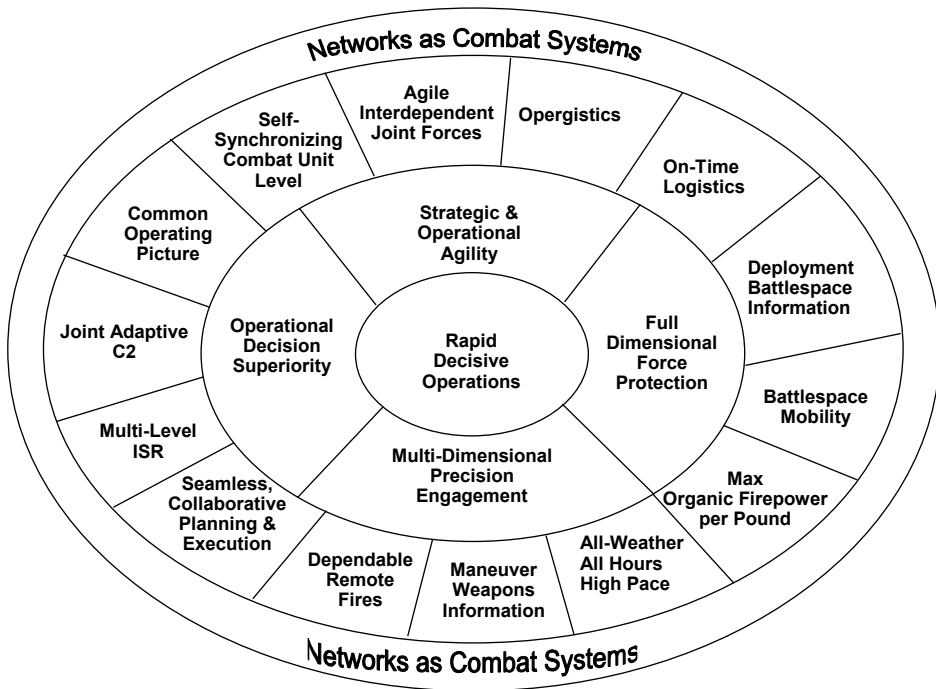 Networks as Combat Systems
Agile
Interdependent
Joint Forces
Opergistics
Self-
Synchronizing
Combat Unit
Level
On-Time
Logistics
Common
Operating
Picture
Strategic &
Operational
Agility
Deployment
Battlespace
Information
Joint Adaptive
C2
Operational
Decision
Superiority
Rapid
Decisive
Operations
Full
Dimensional
Force
Protection
Battlespace
Mobility
Multi-Level
ISR
Multi-Dimensional
Precision
Engagement
Max
Organic Firepower
per Pound
Seamless,
Collaborative
Planning &
Execution
Dependable
Remote
Fires
Maneuver
Weapons
Information
All-Weather
All Hours
High Pace
Networks as Combat Systems